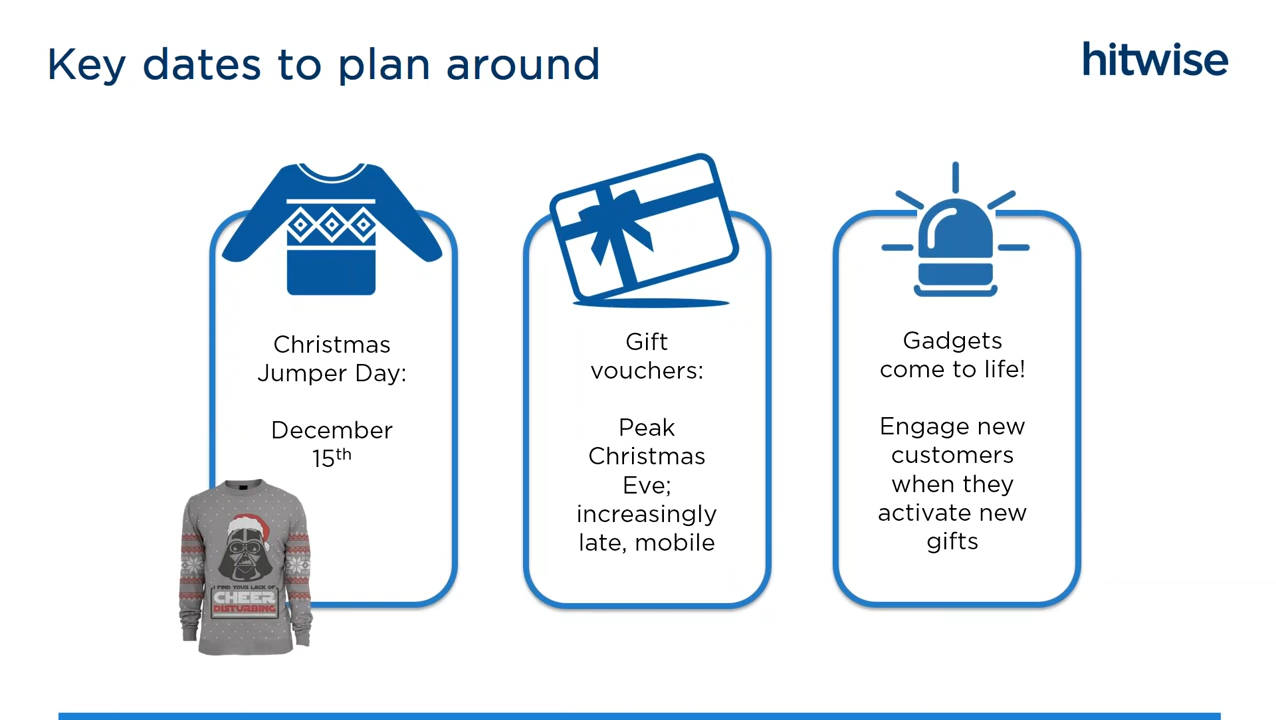 Key dates to plan around
hitwise
Christmas
Jumper Day:
December
15th
Gift
vouchers:
Peak
Christmas
Eve;
increasingly
late, mobile
Gadgets
come to life!
Engage new
customers
when they
activate new
gifts
I FIND YOUR LACK OF
CHEER
DISTURBING